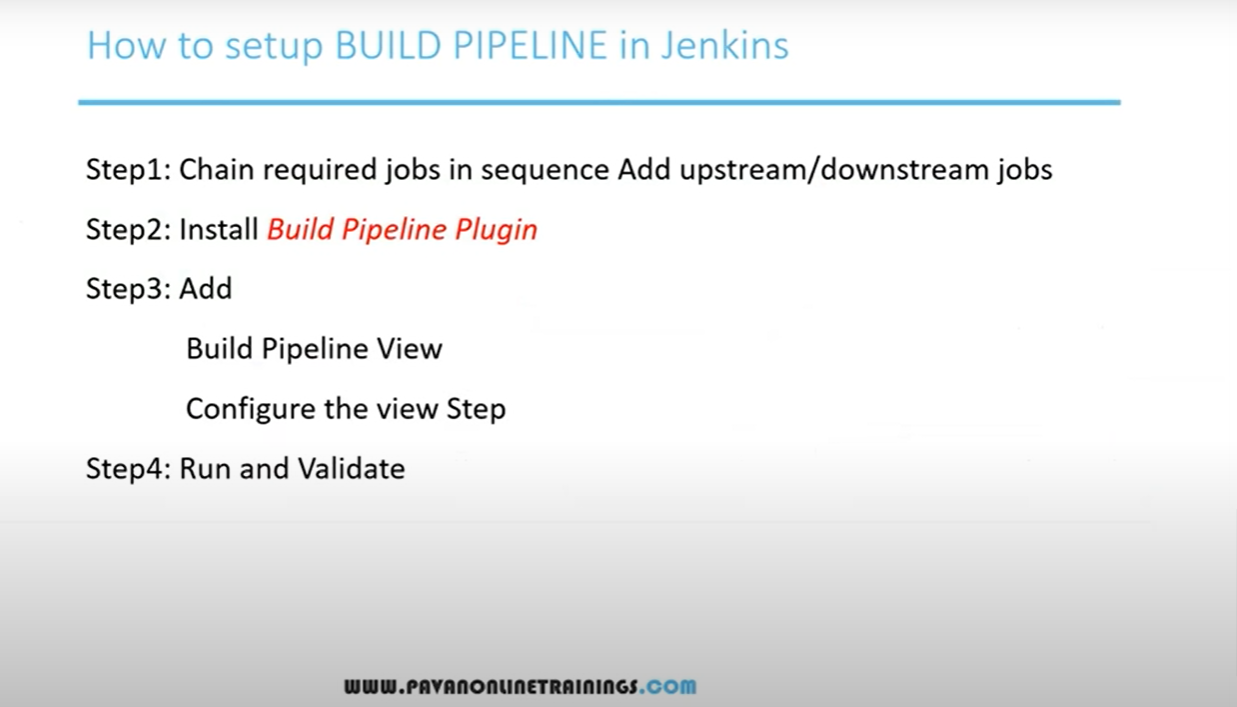 How to setup BUILD PIPELINE in Jenkins
Step1: Chain required jobs in sequence Add upstream/downstream jobs
Step2: Install Build Pipeline Plugin
Step3: Add
Build Pipeline View
Configure the view Step
Step4: Run and Validate
WWW.PAVANONLINETRAININGS.COM